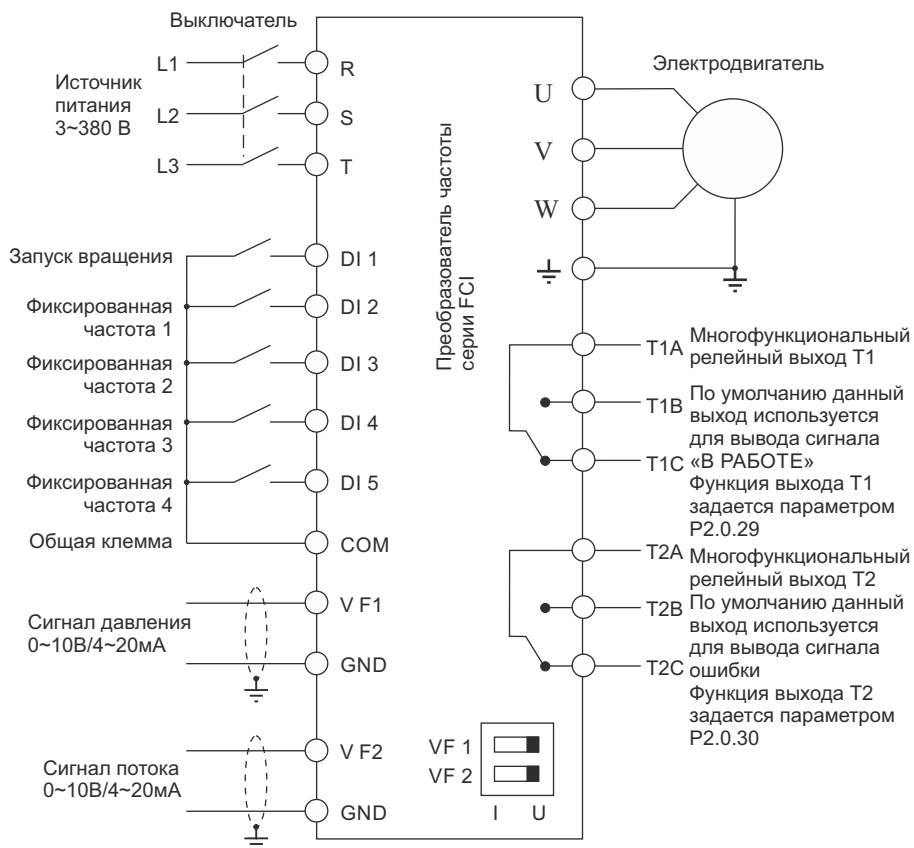 Выключатель
L1
Источник
питания
3~380 В
L2
L3
R
S
T
Запуск вращения
DI 1
Фиксированная
частота 1
DI 2
Фиксированная
частота 2
DI 3
Фиксированная
частота 3
DI 4
Фиксированная
частота 4
DI 5
Общая клемма
COM
Сигнал давления
0~10В/4~20мА
V F1
GND
Сигнал потока
0~10В/4~20мА
V F2
GND
Преобразователь частоты
серии FCI
VF 1
VF 2
I U
Электродвигатель
U
V
W
T1A
Многофункциональный
релейный выход T1
T1B
По умолчанию данный
выход используется
для вывода сигнала
T1C
«В РАБОТЕ»
Функция выхода T1
задается параметром
P2.0.29
T2A
Многофункциональный
релейный выход T2
T2B
По умолчанию данный
выход используется
для вывода сигнала
T2C
ошибки
Функция выхода T2
задается параметром
P2.0.30